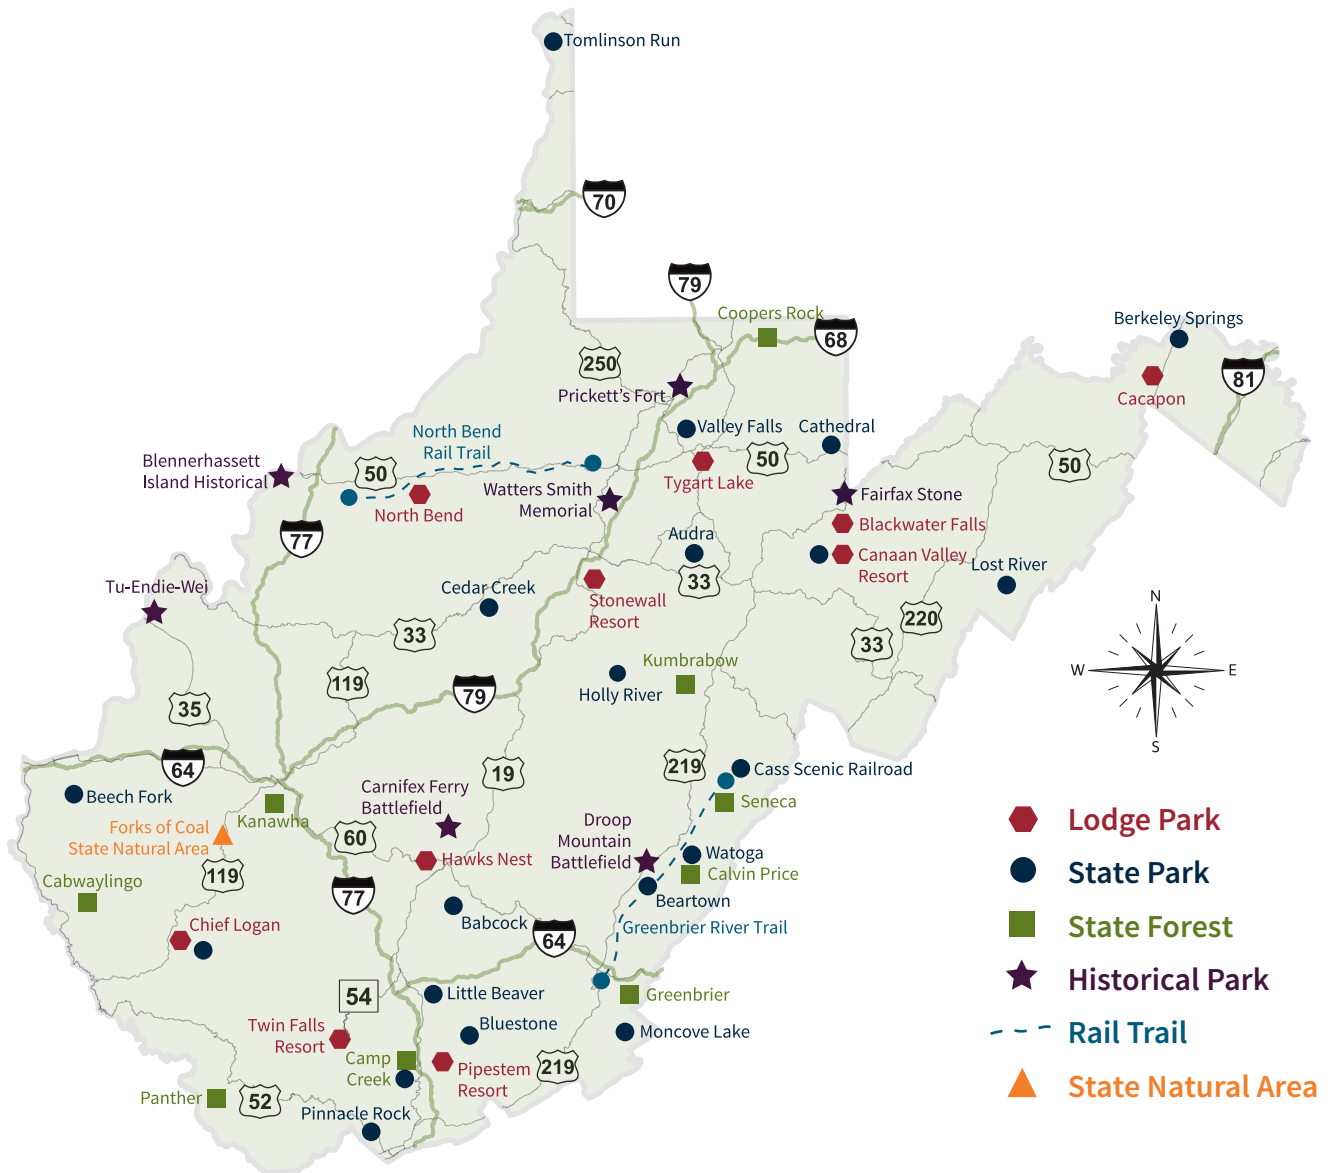 Tomlinson Run
70
79
Coopers Rock
68
Berkeley Springs
81
Cacapon
250
Prickett's Fort
Valley Falls
Cathedral
North Bend
Rail Trail
Blennerhassett
Island Historical
50
50
50
Tygart Lake
Watters Smith
Memorial
North Bend
Fairfax Stone
Blackwater Falls
77
Audra
Canaan Valley
Resort
Lost River
Tu-Endie-Wei
Cedar Creek
33
Stonewall
Resort
N
W
E
S
220
33
33
Kumbrabow
119
Holly River
79
35
64
219
Cass Scenic Railroad
19
Beech Fork
Carnifex Ferry
Battlefield
Seneca
Kanawha
Forks of Coal
State Natural Area
60
Droop
Mountain
Battlefield
Watoga
Hawks Nest
Calvin Price
119
Cabwaylingo
77
Beartown
Chief Logan
Babcock
Greenbrier River Trail
64
54
Little Beaver
Greenbrier
Twin Falls
Resort
Bluestone
Moncove Lake
Camp
Creek
Pipestem
Resort
219
Panther
52
Pinnacle Rock
Lodge Park
State Park
State Forest
Historical Park
Rail Trail
State Natural Area